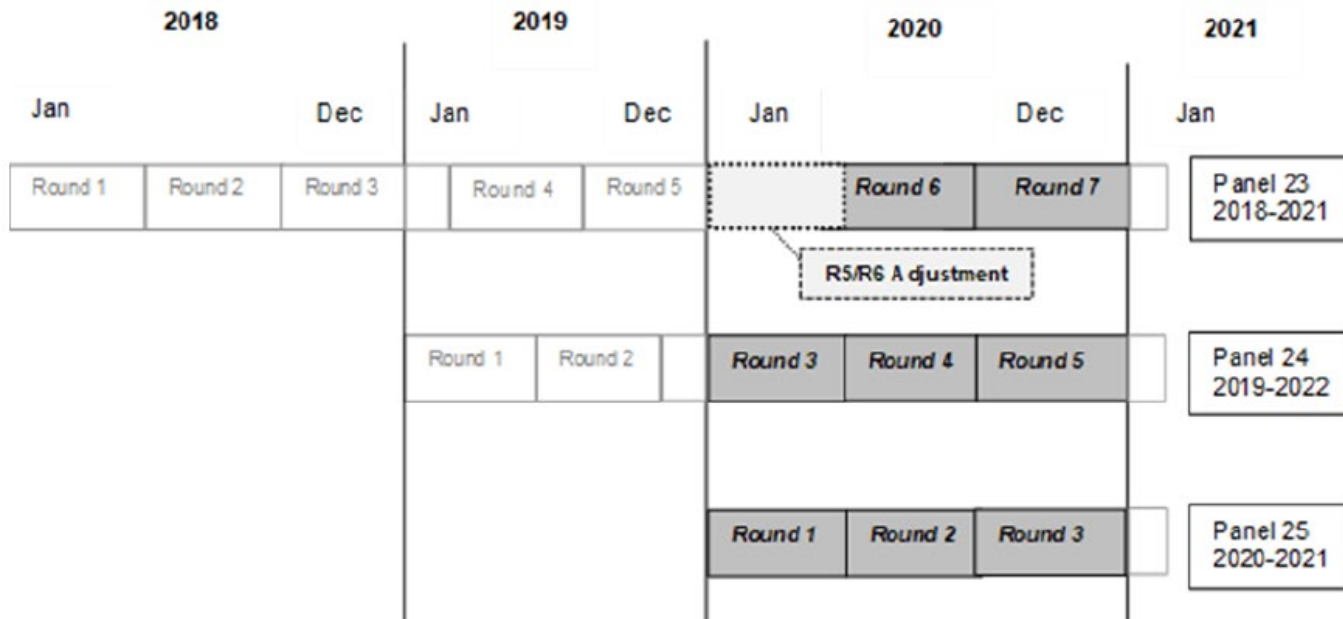 2018 2019 2020 2021
Jan Dec Jan Dec Jan Dec Jan
Round 1 Round 2 Round 3 Round 4 Round 5 Round 6 Round 7 Panel 23
2018-2021
R5/R6 A djustment
Round 1 Round 2 Round 3 Round 4 Round 5 Panel 24
2019-2022
Round 1 Round 2 Round 3 Panel 25
2020-2021